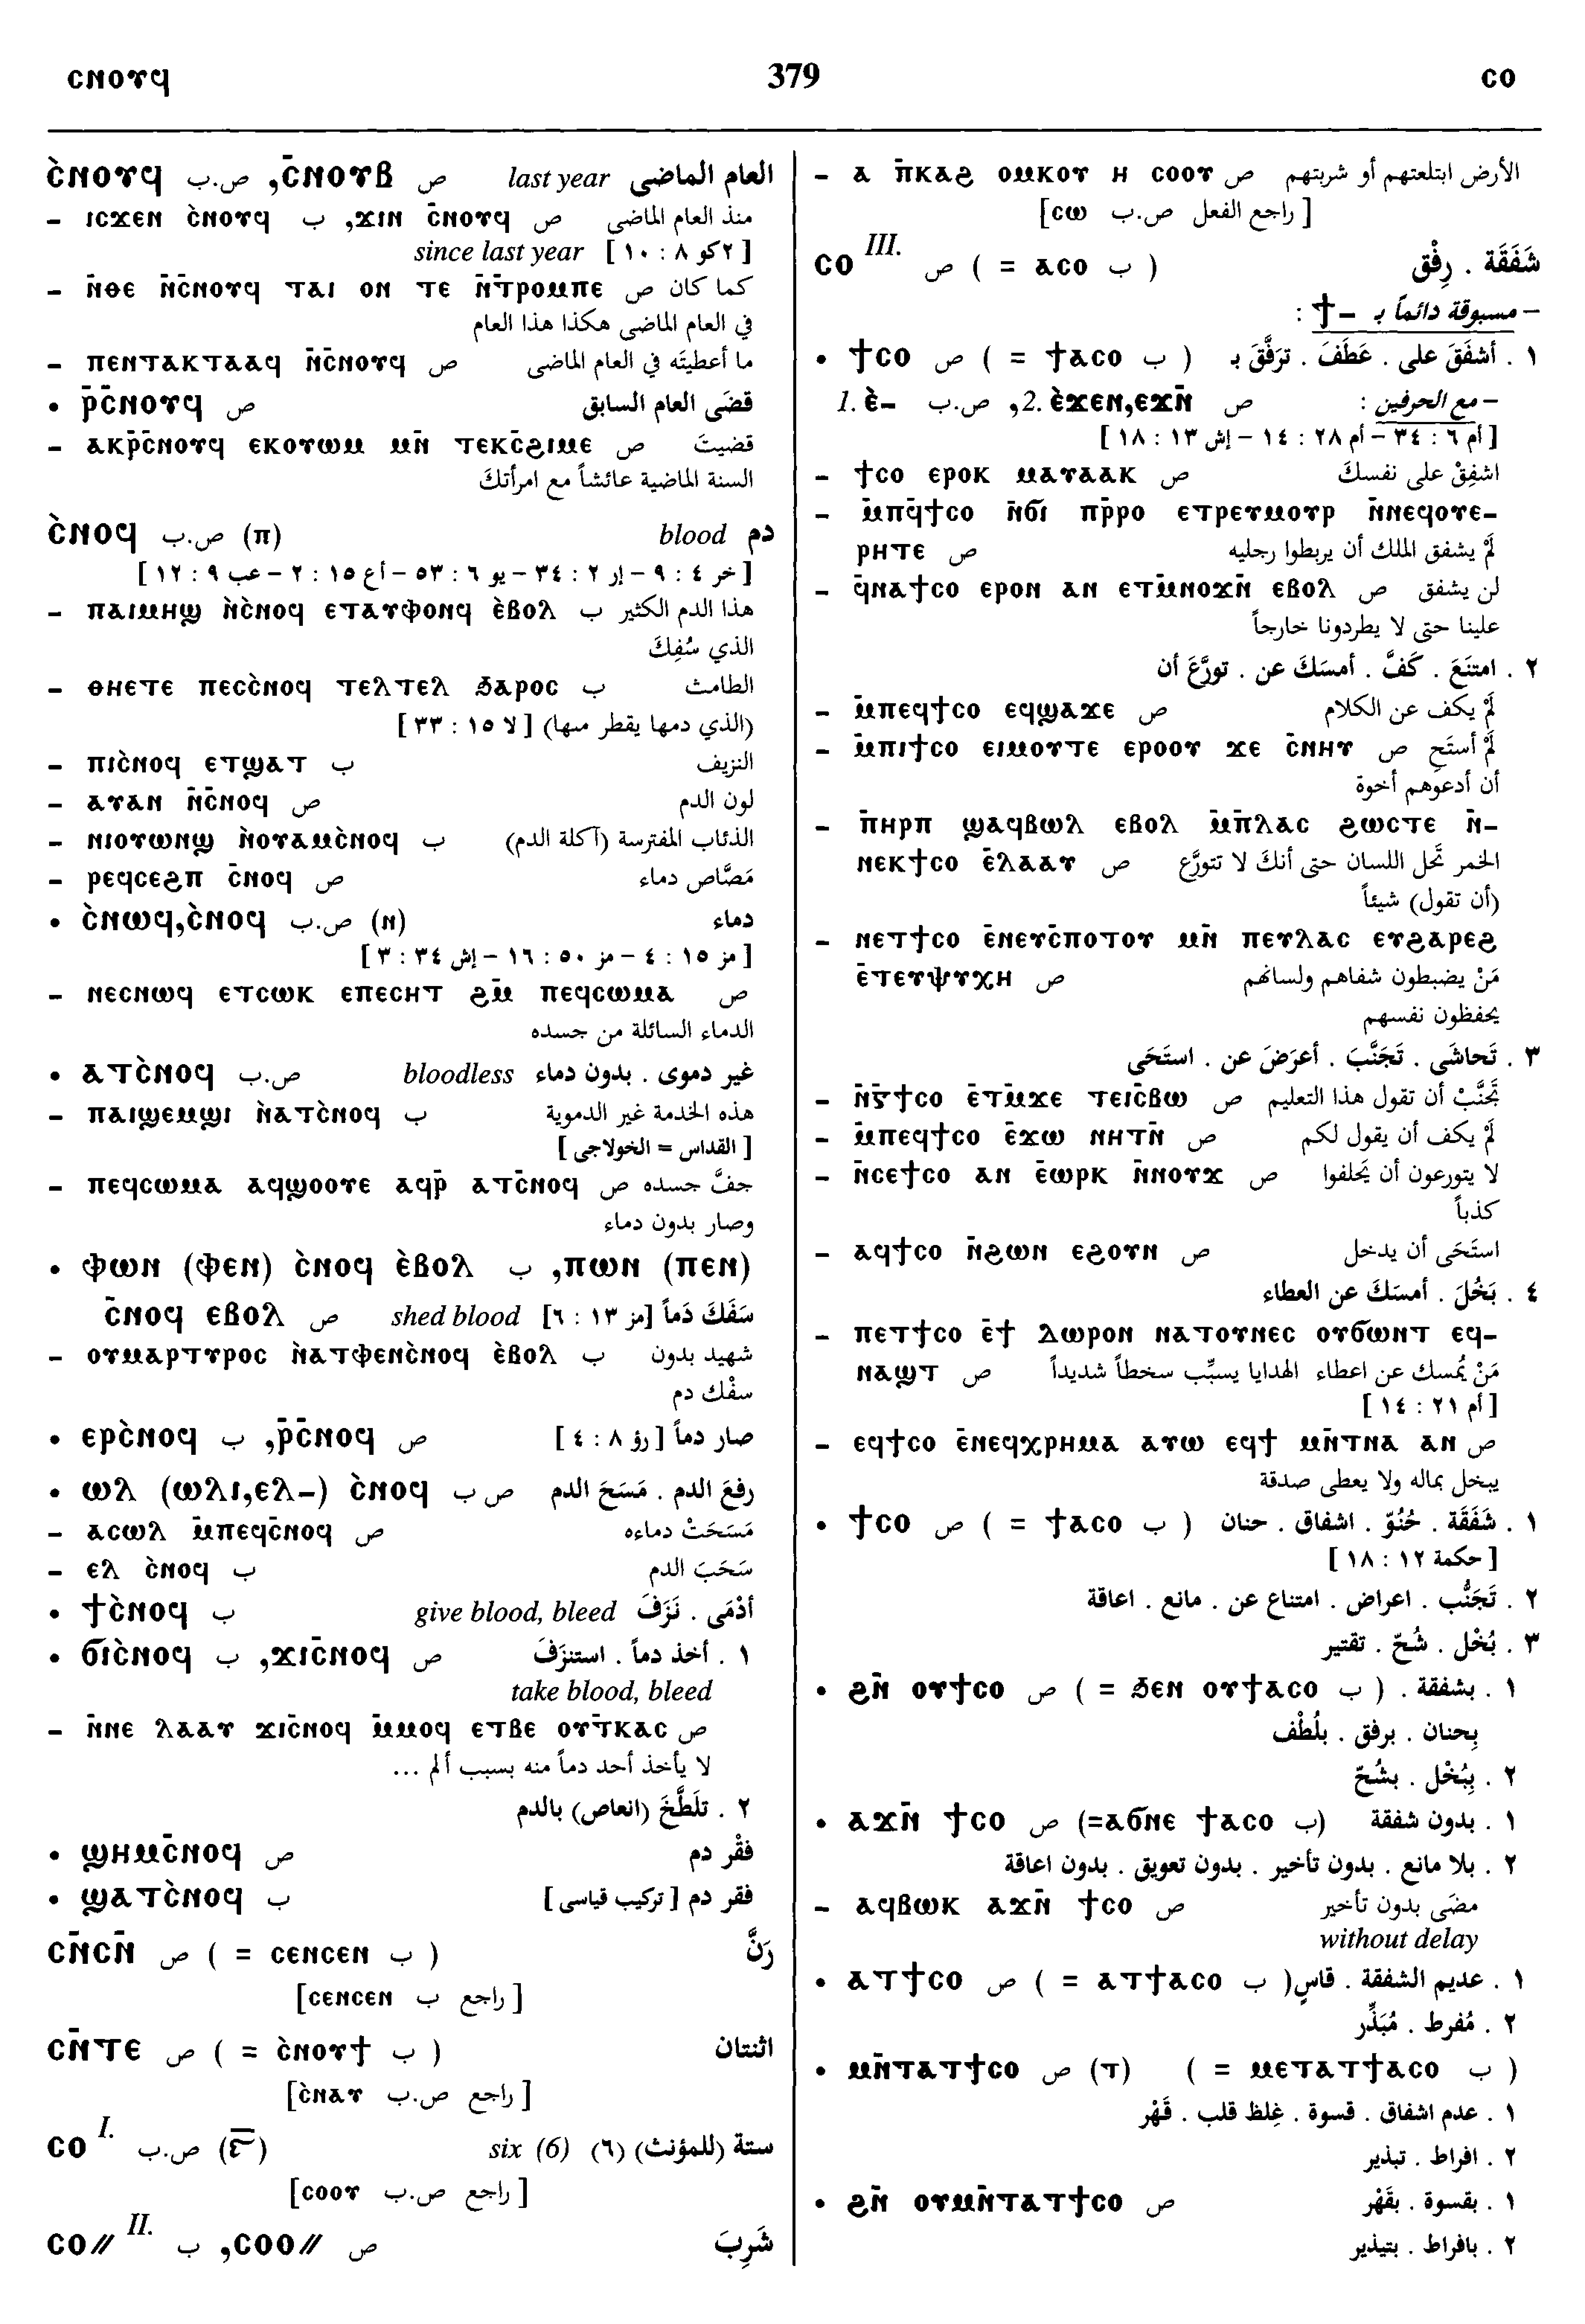 ⲥⲛⲟⲩϥ 379 ⲥⲟ
ⲥ̀ⲛⲟⲩϥ ص.ب ,ⲥ̄ⲛⲟⲩⲃ ص last year العام الماضى
– ⲓⲥϫⲉⲛ ⲥ̀ⲛⲟⲩϥ ب ,ϫⲓⲛ ⲥ̄ⲛⲟⲩϥ ص منذ العام الماضى
since last year [٢كو ٨ : ١٠]
– ⲛ̄ⲑⲉ ⲛ̄ⲥ̄ⲛⲟⲩϥ ⲧⲁⲓ ⲟⲛ ⲧⲉ ⲛ̄ⲧⲣⲟⲙⲡⲉ ص كما كان
في العام الماضى هكذا هذا العام
– ⲡⲉⲛⲧⲁⲕⲧⲁⲁϥ ⲛ̄ⲥ̄ⲛⲟⲩϥ ص ما أعطيتَه في العام الماضى
• ⲣ̄ⲥ̄ⲛⲟⲩϥ ص قضَى العام السابق
– ⲁⲕⲣ̄ⲥ̄ⲛⲟⲩϥ ⲉⲕⲟⲩⲱⲙ ⲙⲛ̄ ⲧⲉⲕⲥ̄ϩⲓⲙⲉ ص قضيتَ
السنة الماضية عائشاً مع امرأتكَ
ⲥ̀ⲛⲟϥ ص.ب (ⲡ) blood دم
[خر ٤ : ٩ – إر ٢ : ٣٤ – يو ٦ : ٥٣ – أع ١٥ : ٢ – عب ٩ : ١٢]
– ⲡⲁⲓⲙⲏϣ ⲛ̀ⲥⲛⲟϥ ⲉⲧⲁⲩⲫⲟⲛϥ ⲉ̀ⲃⲟⲗ ب هذا الدم الكثير
الذي سُفِكَ
– ⲑⲏⲉⲧⲉ ⲡⲉⲥⲥ̀ⲛⲟϥ ⲧⲉⲗⲧⲉⲗ ϧⲁⲣⲟⲥ ب الطامث
(الذي دمها يقطر منها) [لا ١٥ : ٣٣]
– ⲡⲓⲥ̀ⲛⲟϥ ⲉⲧϣⲁⲧ ب النزيف
– ⲁⲩⲁⲛ ⲛ̄ⲥ̄ⲛⲟϥ ص لون الدم
– ⲛⲓⲟⲩⲱⲛϣ ⲛ̀ⲟⲩⲁⲙⲥ̀ⲛⲟϥ ب الذئاب المفترسة (آكلة الدم)
– ⲣⲉϥⲥⲉϩⲡ ⲥ̄ⲛⲟϥ ص مَصَّاص دماء
• ⲥ̀ⲛⲱϥ,ⲥ̀ⲛⲟϥ ص.ب (ⲛ) دماء
[مز ١٥ : ٤ – مز ٥٠ : ١٦ – إش ٣٤ : ٣]
– ⲛⲉⲥⲛⲱϥ ⲉⲧⲥⲱⲕ ⲉⲡⲉⲥⲏⲧ ϩⲙ̄ ⲡⲉϥⲥⲱⲙⲁ ص
الدماء السائلة من جسده
• ⲁⲧⲥ̀ⲛⲟϥ ص.ب bloodless غير دموى . بدون دماء
– ⲡⲁⲓϣⲉⲙϣⲓ ⲛ̀ⲁⲧⲥ̀ⲛⲟϥ ب هذه الخدمة غير الدموية
[القداس = الخولاجى]
– ⲡⲉϥⲥⲱⲙⲁ ⲁϥϣⲟⲟⲩⲉ ⲁϥⲣ̄ ⲁⲧⲥ̄ⲛⲟϥ ص جفَّ جسده
وصار بدون دماء
• ⲫⲱⲛ (ⲫⲉⲛ) ⲥ̀ⲛⲟϥ ⲉ̀ⲃⲟⲗ ب ,ⲡⲱⲛ (ⲡⲉⲛ)
ⲥ̄ⲛⲟϥ ⲉⲃⲟⲗ ص shed blood سَفَكَ دَماً [مز ١٣ : ٦]
– ⲟⲩⲙⲁⲣⲧⲩⲣⲟⲥ ⲛ̀ⲁⲧⲫⲉⲛⲥ̀ⲛⲟϥ ⲉ̀ⲃⲟⲗ ب شهيد بدون
سفْك دم
• ⲉⲣⲥ̀ⲛⲟϥ ب ,ⲣ̄ⲥ̄ⲛⲟϥ ص صار دماً [رؤ ٨ : ٤]
• ⲱⲗ (ⲱⲗⲓ,ⲉⲗ–) ⲥ̀ⲛⲟϥ ص ب رفعَ الدم . مَسَحَ الدم
– ⲁⲥⲱⲗ ⲙ̄ⲡⲉϥⲥ̄ⲛⲟϥ ص مَسَحَتْ دماءه
– ⲉⲗ ⲥ̀ⲛⲟϥ ب سَحَبَ الدم
• ϯⲥ̀ⲛⲟϥ ب give blood, bleed أدْمَى . نَزَفَ
• ϭⲓⲥ̀ⲛⲟϥ ب ,ϫⲓⲥ̄ⲛⲟϥ ص ١ . أخذ دماً . استنزَفَ
take blood, bleed
– ⲛ̄ⲛⲉ ⲗⲁⲁⲩ ϫⲓⲥ̄ⲛⲟϥ ⲙ̄ⲙⲟϥ ⲉⲧⲃⲉ ⲟⲩⲧ̄ⲕⲁⲥ ص
لا يأخذ أحد دماً منه بسبب ألم ...
٢ . تلَطَّخَ (انعاص) بالدم
• ϣⲏⲙⲥ̄ⲛⲟϥ ص فقْر دم
• ϣⲁⲧⲥ̀ⲛⲟϥ ب فقر دم [تركيب قياسى]
ⲥⲛ̄ⲥⲛ̄ ص ( = ⲥⲉⲛⲥⲉⲛ ب ) رَنَّ
[راجع ب ⲥⲉⲛⲥⲉⲛ]
ⲥⲛ̄ⲧⲉ ص ( = ⲥ̀ⲛⲟⲩϯ ب ) اثنتان
[راجع ص.ب ⲥ̀ⲛⲁⲩ]
ⲥⲟ I. ص.ب six (6) ستة (للمؤنث) (٦)
[راجع ص.ب ⲥⲟⲟⲩ]
ⲥⲟ// II. ب ,ⲥⲟⲟ// ص شَرِبَ
– ⲁ ⲡ̄ⲕⲁϩ ⲟⲙⲕⲟⲩ ⲏ ⲥⲟⲟⲩ ص الأرض ابتلعتهم أو شربتهم
[راجع الفعل ص.ب ⲥⲱ]
ⲥⲟ III. ص ( = ⲁⲥⲟ ب ) شَفَقَة . رِفْق
– مسبوقة دائماً بـ ϯ– :
• ϯⲥⲟ ص ( = ϯⲁⲥⲟ ب ) ١ . أشفَقَ على . عَطَفَ . ترَفَّقَ بـ
– مع الحرفين : 1. ⲉ̀– ص.ب ,2. ⲉ̀ϫⲉⲛ,ⲉϫⲛ̄ ص
[أم ٦ : ٣٤ – أم ٢٨ : ١٤ – إش ١٣ : ١٨]
– ϯⲥⲟ ⲉⲣⲟⲕ ⲙⲁⲩⲁⲁⲕ ص اشفِقْ على نفسكَ
– ⲙ̄ⲡϥ̄ϯⲥⲟ ⲛ̄ϭⲓ ⲡⲣ̄ⲣⲟ ⲉⲧⲣⲉⲩⲙⲟⲩⲣ ⲛ̄ⲛⲉϥⲟⲩⲉ–
ⲣⲏⲧⲉ ص لَمْ يشفق الملك أن يربطوا رجليه
– ϥ̄ⲛⲁϯⲥⲟ ⲉⲣⲟⲛ ⲁⲛ ⲉⲧⲙ̄ⲛⲟϫⲛ̄ ⲉⲃⲟⲗ ص لن يشفق
علينا حتى لا يطردونا خارجاً
٢ . امتنَعَ . كَفَّ . أمسَكَ عن . تورَّعَ أن
– ⲙ̄ⲡⲉϥϯⲥⲟ ⲉϥϣⲁϫⲉ ص لَمْ يكف عن الكلام
– ⲙ̄ⲡⲓϯⲥⲟ ⲉⲓⲙⲟⲩⲧⲉ ⲉⲣⲟⲟⲩ ϫⲉ ⲥ̄ⲛⲏⲩ ص لَمْ أستَحِ
أن أدعوهم أخوة
– ⲡ̄ⲏⲣⲡ ϣⲁϥⲃⲱⲗ ⲉⲃⲟⲗ ⲙ̄ⲡ̄ⲗⲁⲥ ϩⲱⲥⲧⲉ ⲛ̄–
ⲛⲉⲕϯⲥⲟ ⲉ̄ⲗⲁⲁⲩ ص الخمر تَحل اللسان حتى أنكَ لا تتورَّع
(أن تقول) شيئاً
– ⲛⲉⲧϯⲥⲟ ⲉ̄ⲛⲉⲩⲥ̄ⲡⲟⲧⲟⲩ ⲙⲛ̄ ⲡⲉⲩⲗⲁⲥ ⲉⲩϩⲁⲣⲉϩ
ⲉ̄ⲧⲉⲩⲯⲩⲭⲏ ص مَنْ يضبطون شفاههم ولسانهم
يحفظون نفسهم
٣ . تَحاشَى . تَجَنَّبَ . أعرَضَ عن . استَحَى
– ⲛ̄ⲅ̄ϯⲥⲟ ⲉ̄ⲧⲙ̄ϫⲉ ⲧⲉⲓⲥ̄ⲃⲱ ص تَجَنَّبْ أن تقول هذا التعليم
– ⲙ̄ⲡⲉϥϯⲥⲟ ⲉ̄ϫⲱ ⲛⲏⲧⲛ̄ ص لَمْ يكف أن يقول لكم
– ⲛ̄ⲥⲉϯⲥⲟ ⲁⲛ ⲉ̄ⲱⲣⲕ ⲛ̄ⲛⲟⲩϫ ص لا يتورعون أن يَحلفوا
كذباً
– ⲁϥϯⲥⲟ ⲛ̄ϩⲱⲛ ⲉϩⲟⲩⲛ ص استَحَى أن يدخل
٤ . بَخُلَ . أمسَكَ عن العطاء
– ⲡⲉⲧϯⲥⲟ ⲉ̄ϯ ⲇⲱⲣⲟⲛ ⲛⲁⲧⲟⲩⲛⲉⲥ ⲟⲩϭⲱⲛⲧ ⲉϥ–
ⲛⲁϣⲧ ص مَنْ يُمسك عن اعطاء الهدايا يسبِّب سخطاً شديداً
[أم ٢١ : ١٤]
– ⲉϥϯⲥⲟ ⲉ̄ⲛⲉϥⲭⲣⲏⲙⲁ ⲁⲩⲱ ⲉϥϯ ⲙⲛ̄ⲧⲛⲁ ⲁⲛ ص
يبخل بماله ولا يعطى صدقة
• ϯⲥⲟ ص ( = ϯⲁⲥⲟ ب ) ١ . شَفَقَة . حُنُوّ . اشفاق . حنان
[حكمة ١٢ : ١٨]
٢ . تَجَنُّب . اعراض . امتناع عن . مانع . اعاقة
٣ . بُخْل . شُحّ . تقتير
• ϩⲛ̄ ⲟⲩϯⲥⲟ ص ( = ϧⲉⲛ ⲟⲩϯⲁⲥⲟ ب ) ١ . بشفقة .
بِحنان . برفق . بلُطْف
٢ . بِبُخْل . بشُحّ
• ⲁϫⲛ̄ ϯⲥⲟ ص (=ⲁϭⲛⲉ ϯⲁⲥⲟ ب) ١ . بدون شفقة
٢ . بلا مانع . بدون تأخير . بدون تعويق . بدون اعاقة
– ⲁϥⲃⲱⲕ ⲁϫⲛ̄ ϯⲥⲟ ص مضَى بدون تأخير
without delay
• ⲁⲧϯⲥⲟ ص ( = ⲁⲧϯⲁⲥⲟ ب ) ١ . عديم الشفقة . قاسٍ
٢ . مُفرط . مُبَذِّر
• ⲙⲛ̄ⲧⲁⲧϯⲥⲟ ص (ⲧ) ( = ⲙⲉⲧⲁⲧϯⲁⲥⲟ ب )
١ . عدم اشفاق . قسوة . غِلظ قلب . قَهْر
٢ . افراط . تبذير
• ϩⲛ̄ ⲟⲩⲙⲛ̄ⲧⲁⲧϯⲥⲟ ص ١ . بقسوة . بقَهْر
٢ . بافراط . بتبذير